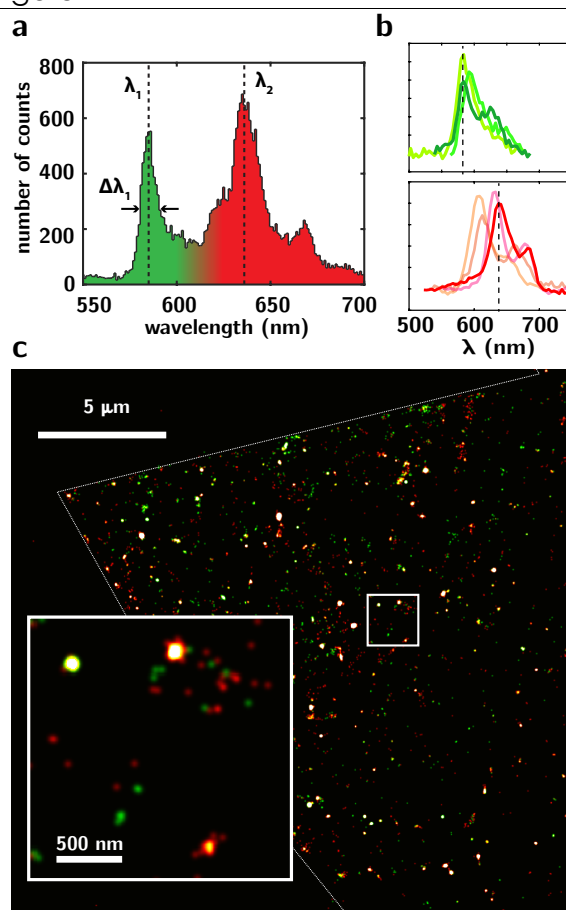 a
b
800
600
400
200
0
number of counts
λ1
λ2
Δλ1
550
600
650
700
wavelength (nm)
500
600
700
λ (nm)
c
5 μm
500 nm